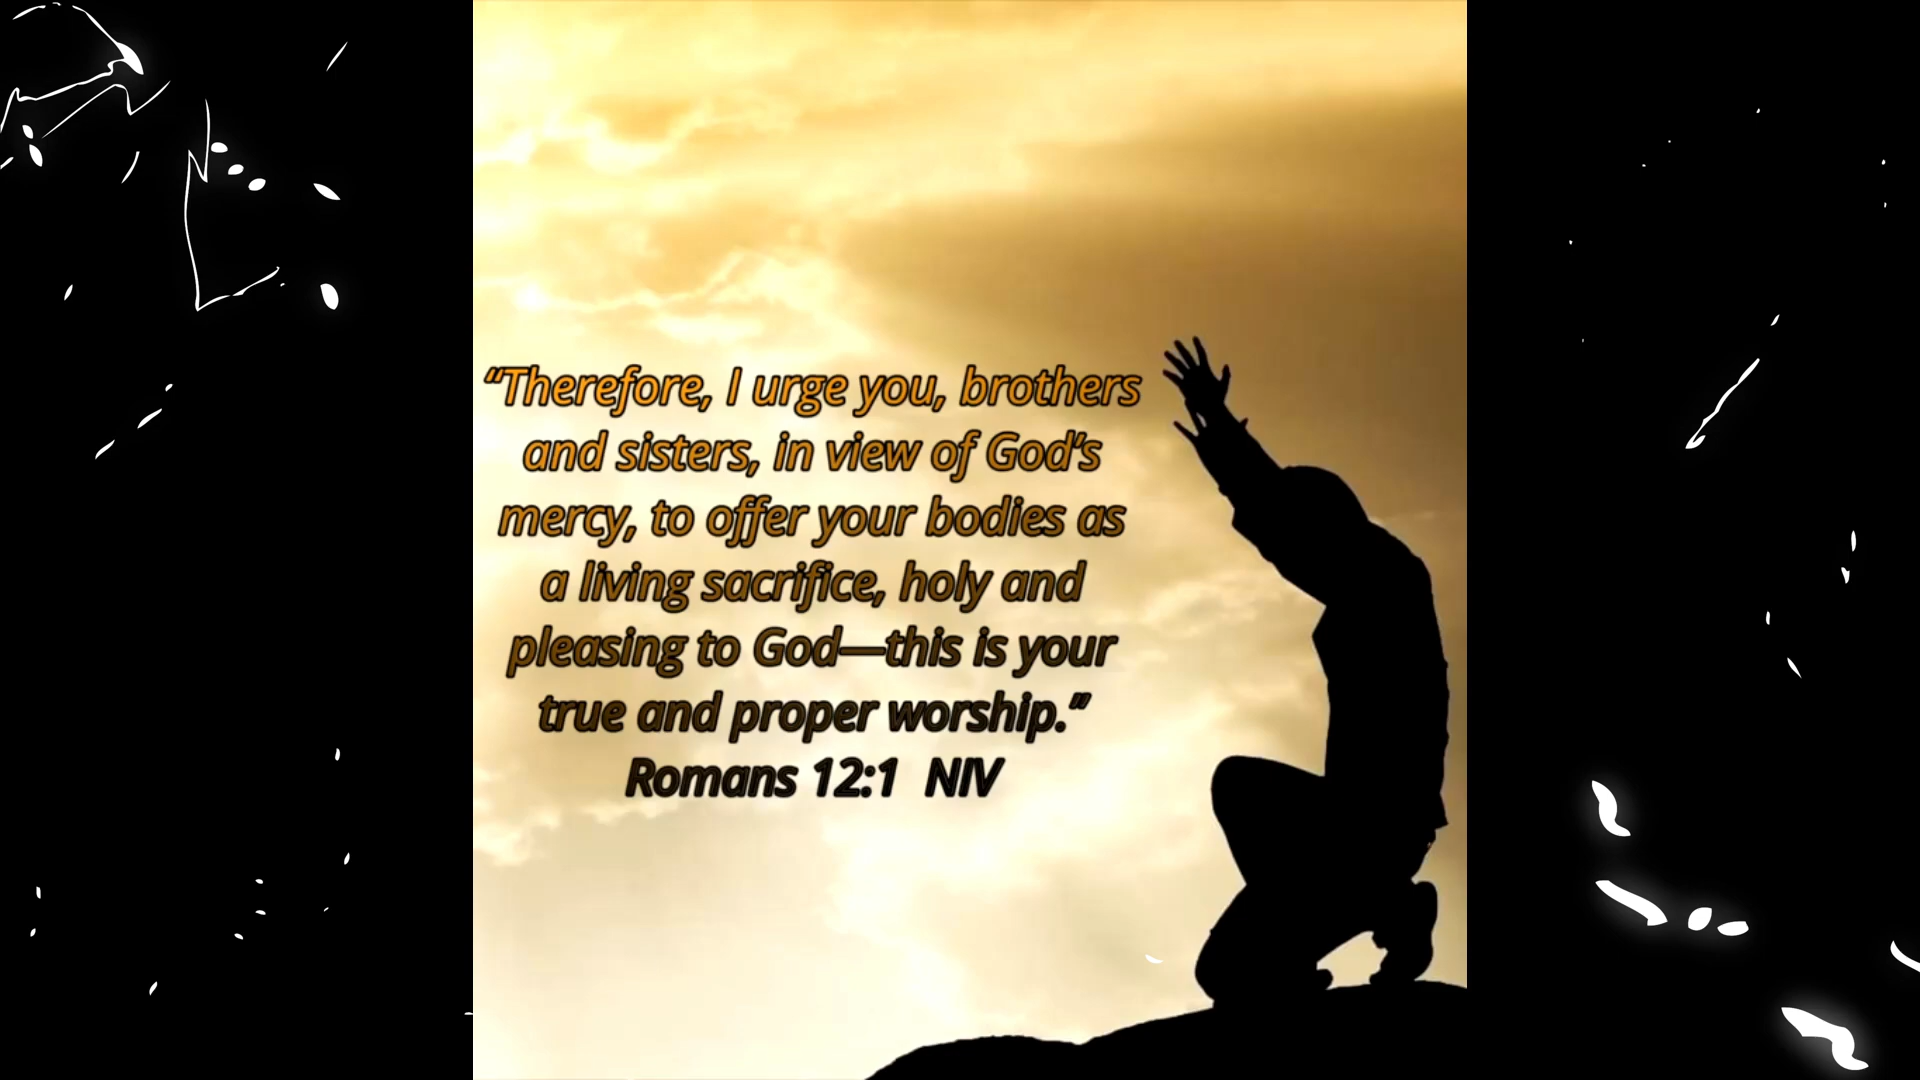 “Therefore, I urge you, brothers
and sisters, in view of God’s
mercy, to offer your bodies as
a living sacrifice, holy and
pleasing to God—this is your
true and proper worship.”
Romans 12:1 NIV